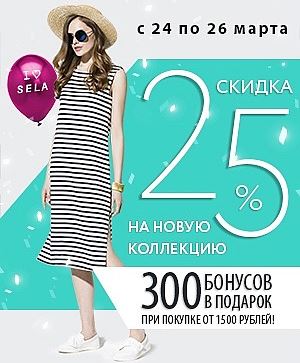 с 24 по 26 марта
I ♥
SELA
СКИДКА
25%
НА НОВУЮ
КОЛЛЕКЦИЮ
300 БОНУСОВ
В ПОДАРОК
ПРИ ПОКУПКЕ ОТ 1500 РУБЛЕЙ!